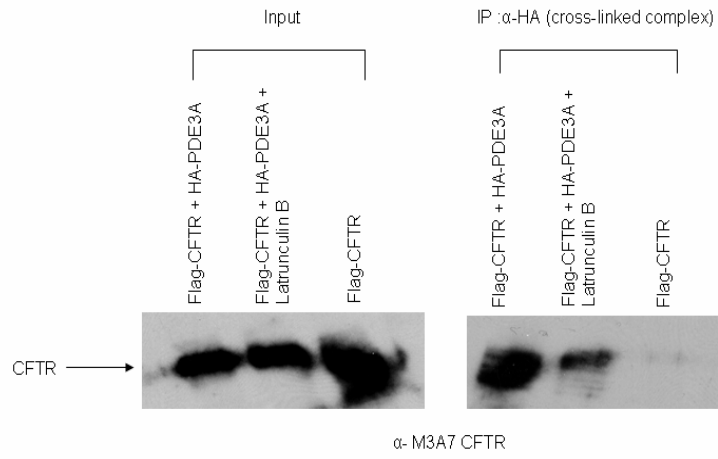 Input
IP :α-HA (cross-linked complex)
Flag-CFTR + HA-PDE3A
Flag-CFTR + HA-PDE3A +
Latrunculin B
Flag-CFTR
Flag-CFTR + HA-PDE3A
Flag-CFTR + HA-PDE3A +
Latrunculin B
Flag-CFTR
CFTR
α- M3A7 CFTR